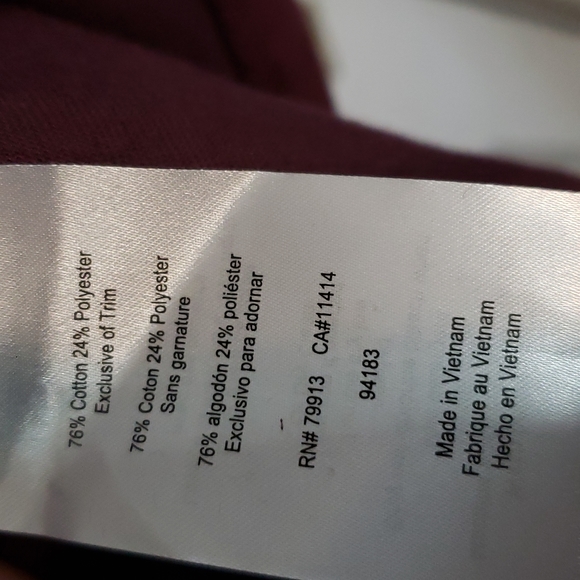 76% Cotton 24% Polyester
Exclusive of Trim
76% Coton 24% Polyester
Sans garnature
76% algodón 24% poliéster
Exclusivo para adornar
RN# 79913 CA#11414
94183
Made in Vietnam
Fabrique au Vietnam
Hecho en Vietnam